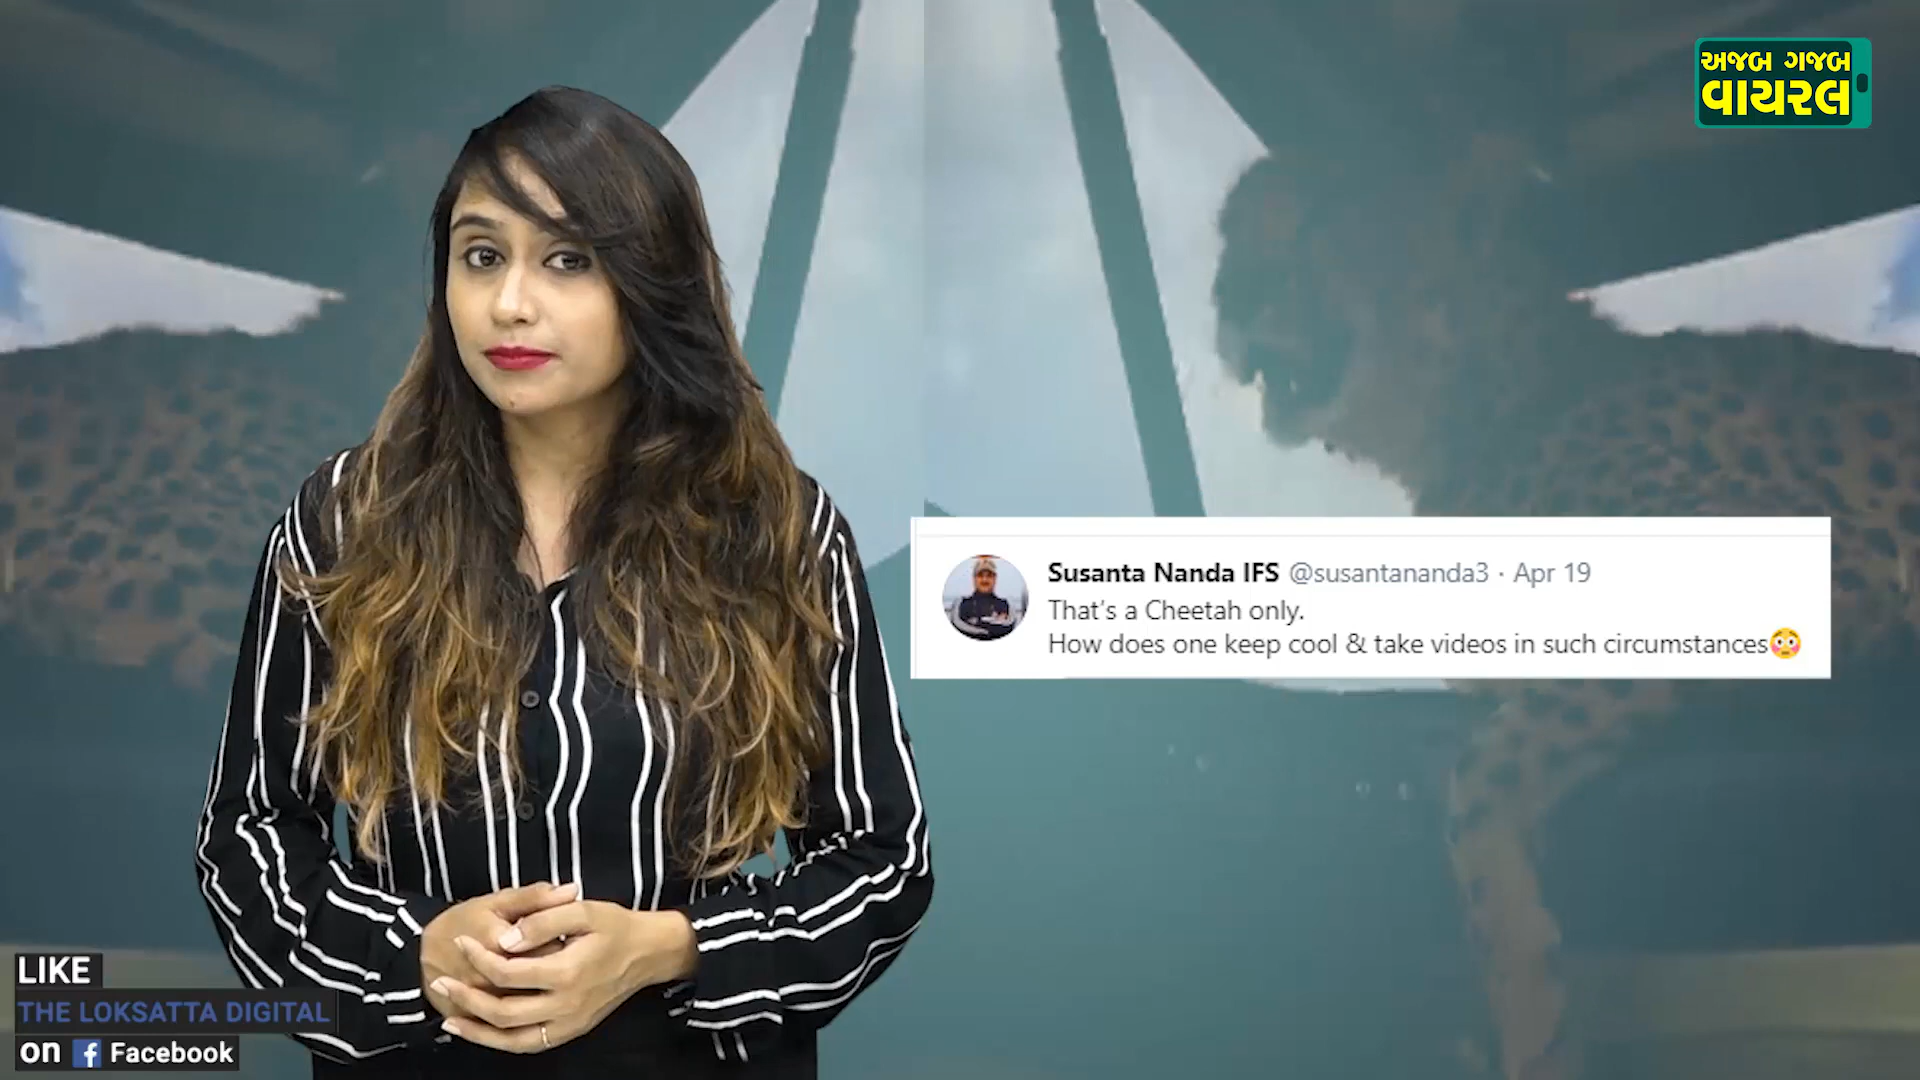 અજબ ગજબ
વાયરલ
Susanta Nanda IFS @susantananda3 · Apr 19
That's a Cheetah only.
How does one keep cool & take videos in such circumstances😳
LIKE
THE LOKSATTA DIGITAL
on f Facebook